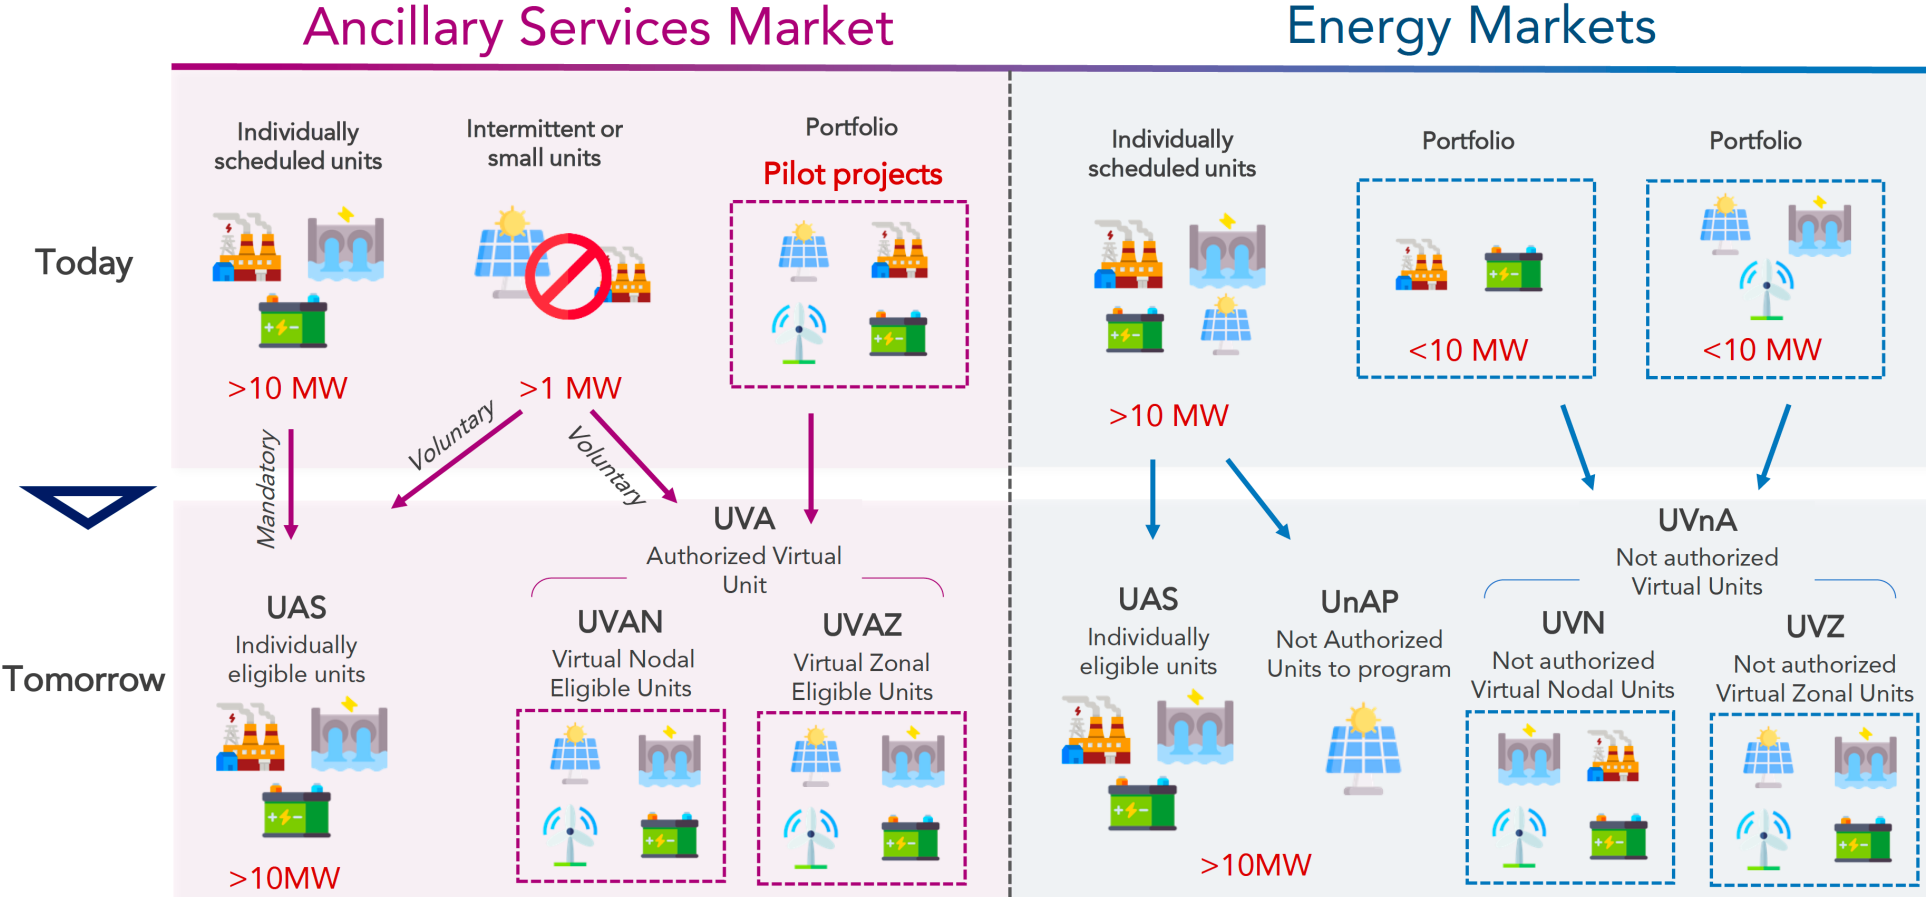 Ancillary Services Market
Energy Markets
Today
Individually
scheduled units
>10 MW
Intermittent or
small units
>1 MW
Portfolio
Pilot projects
Individually
scheduled units
>10 MW
Portfolio
<10 MW
Portfolio
<10 MW
Mandatory
Voluntary
Voluntary
Tomorrow
UAS
Individually
eligible units
>10MW
UVA
Authorized Virtual
Unit
UVAN
Virtual Nodal
Eligible Units
UVAZ
Virtual Zonal
Eligible Units
UAS
Individually
eligible units
UnAP
Not Authorized
Units to program
>10MW
UVnA
Not authorized
Virtual Units
UVN
Not authorized
Virtual Nodal Units
UVZ
Not authorized
Virtual Zonal Units